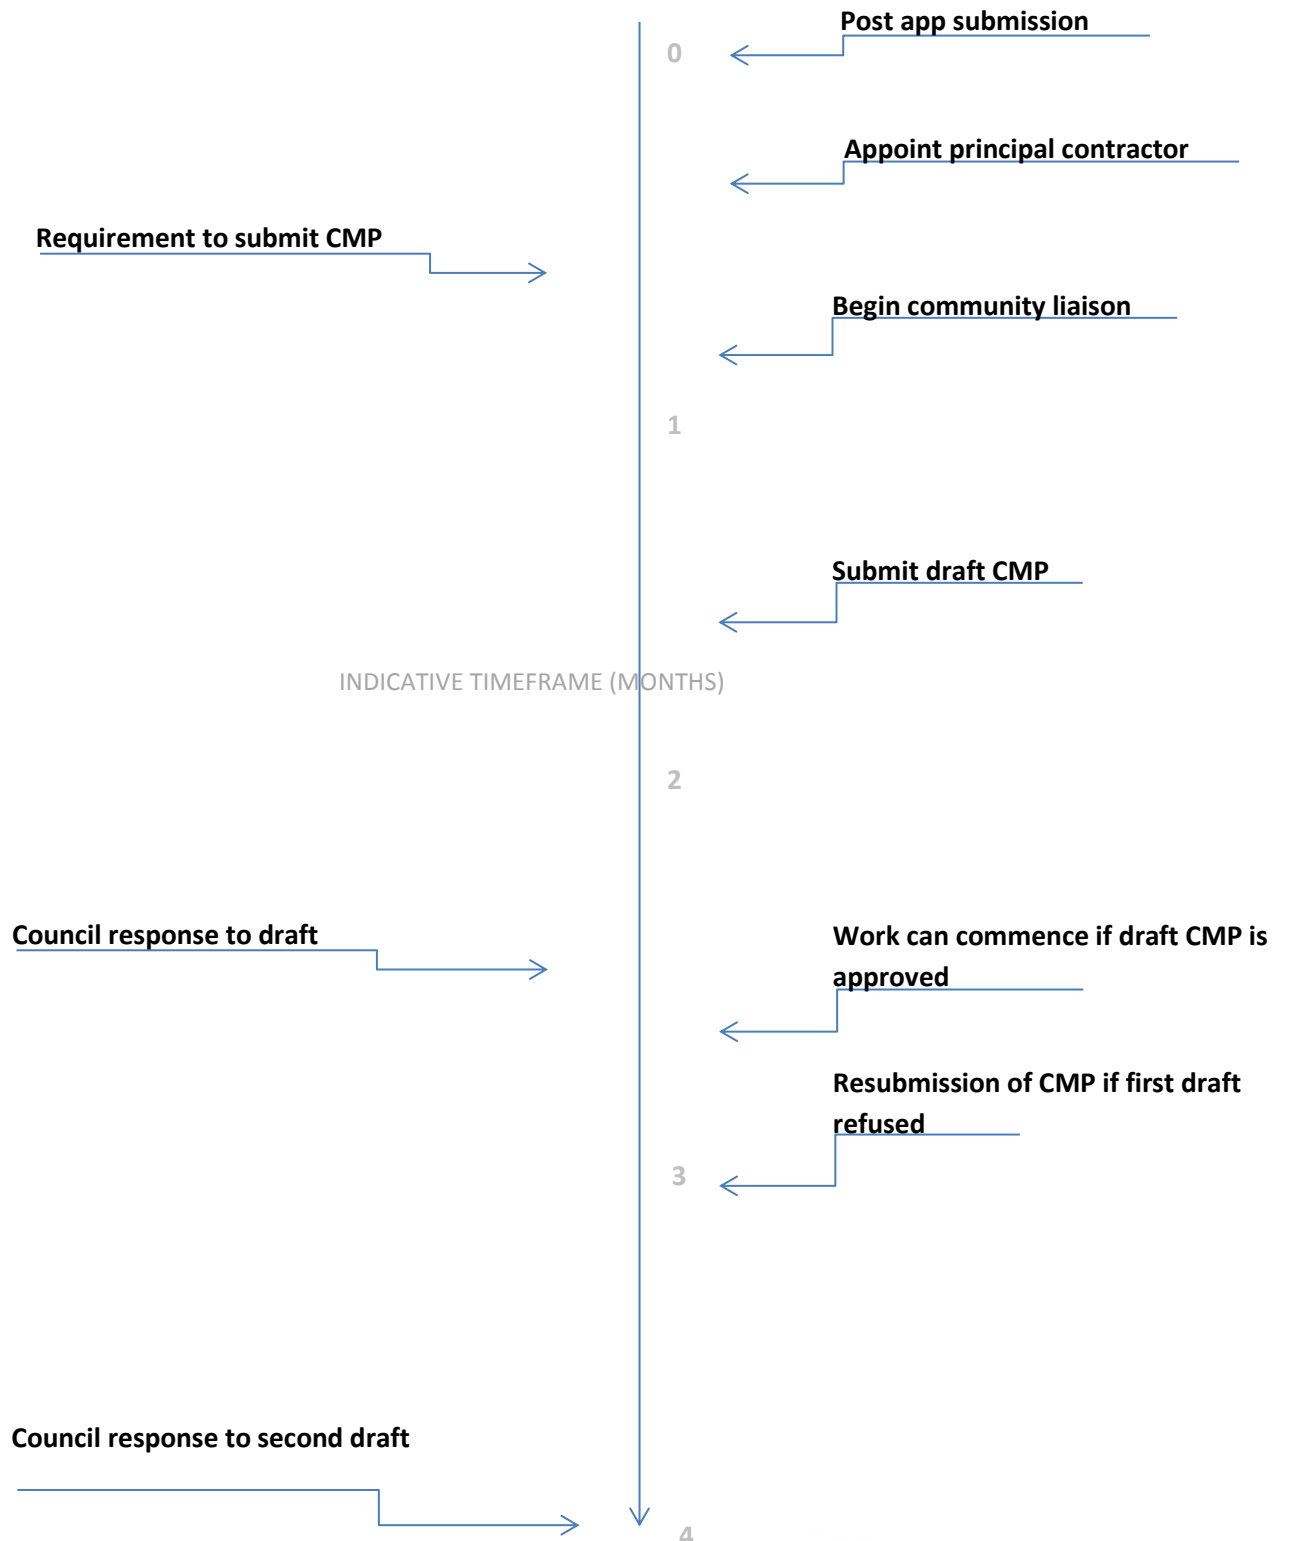 Post app submission
0
Appoint principal contractor
Requirement to submit CMP
Begin community liaison
1
Submit draft CMP
INDICATIVE TIMEFRAME (MONTHS)
2
Council response to draft
Work can commence if draft CMP is
approved
Resubmission of CMP if first draft
refused
3
Council response to second draft
4